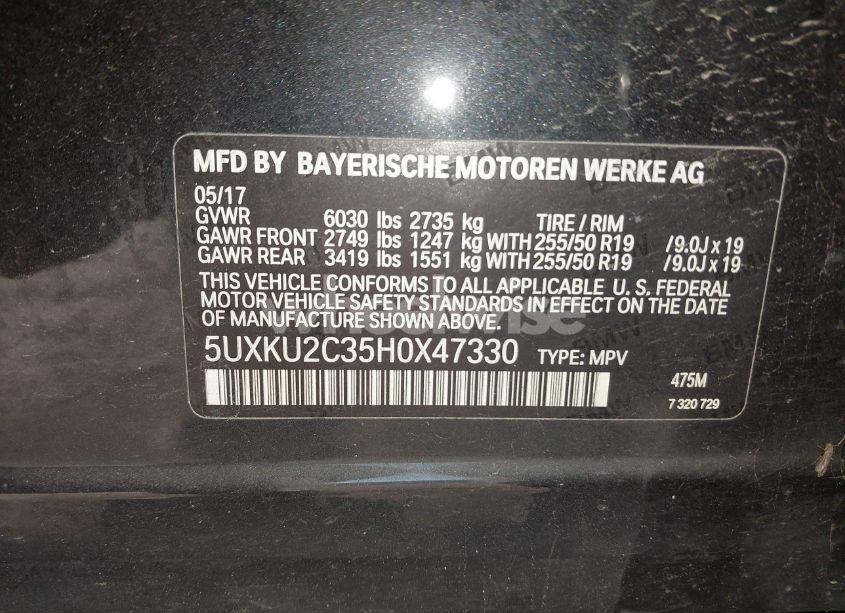 MFD BY BAYERISCHE MOTOREN WERKE AG
05/17
GVWR 6030 lbs 2735 kg TIRE / RIM
GAWR FRONT 2749 lbs 1247 kg WITH 255/50 R19 /9.0J x 19
GAWR REAR 3419 lbs 1551 kg WITH 255/50 R19 /9.0J x 19
THIS VEHICLE CONFORMS TO ALL APPLICABLE U. S. FEDERAL
MOTOR VEHICLE SAFETY STANDARDS IN EFFECT ON THE DATE
OF MANUFACTURE SHOWN ABOVE.
5UXKU2C35H0X47330 TYPE: MPV
475M
7 320 729